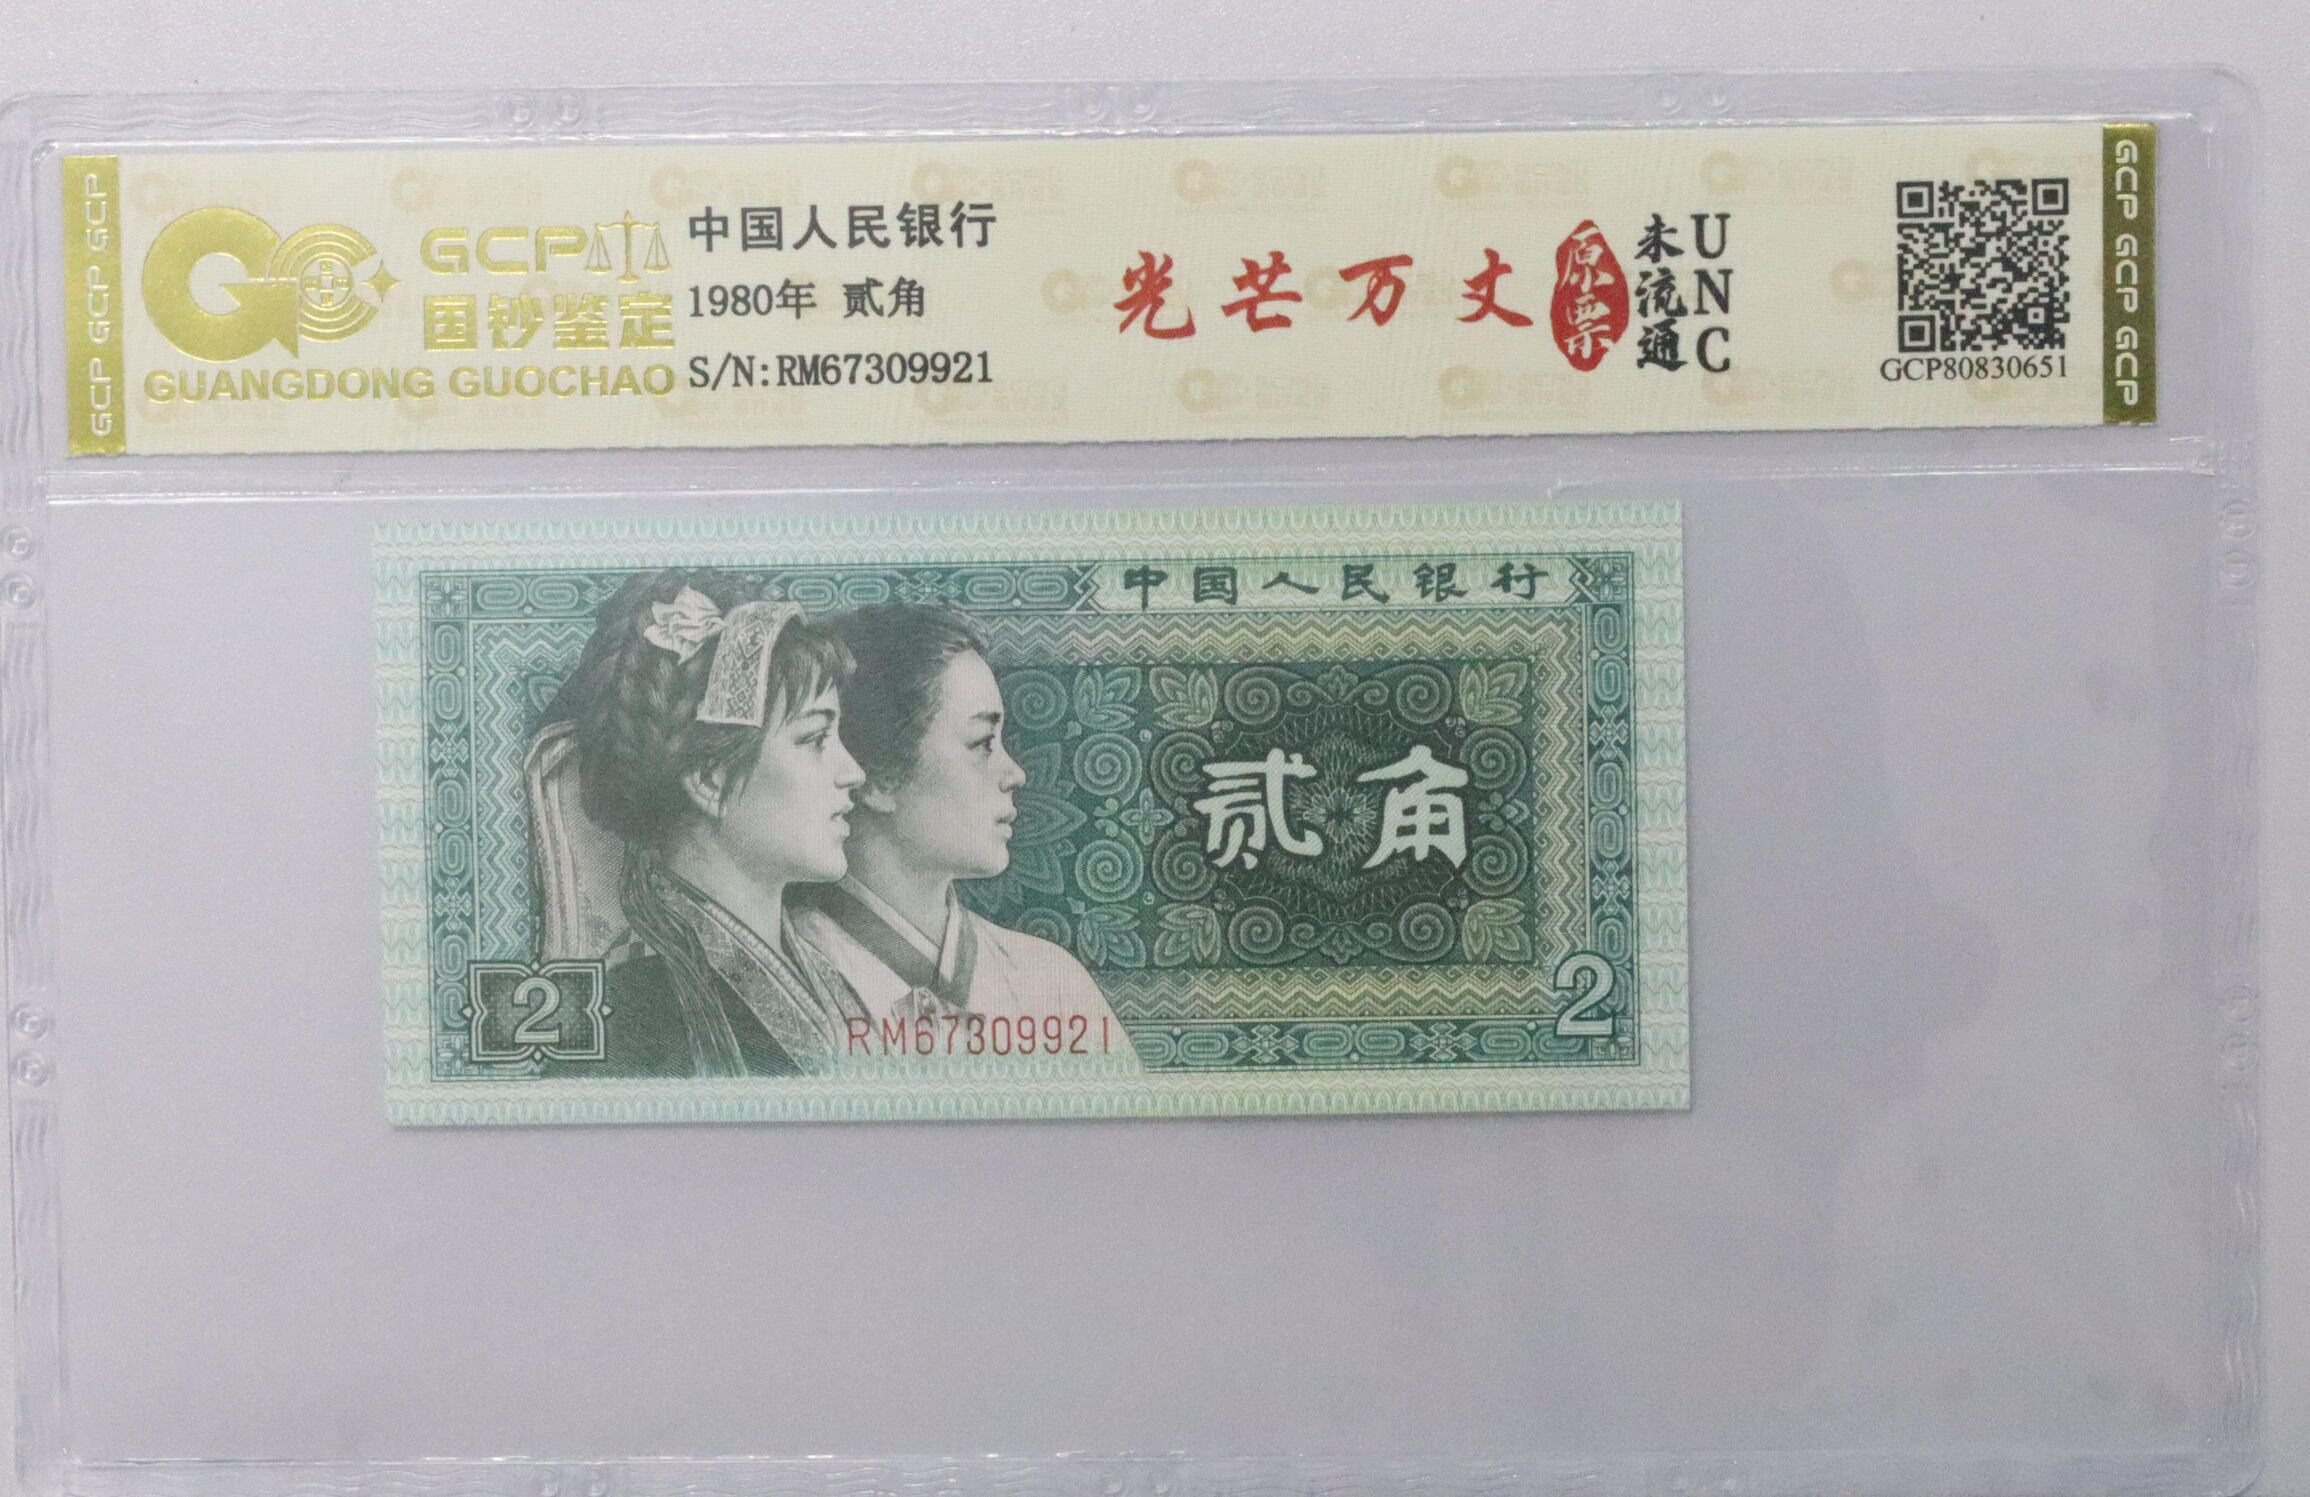 GCP GCP GCP
GCP
国钞鉴定
GUANGDONG GUOCHAO
中国人民银行
1980年 贰角
S/N:RM67309921
光芒万丈
原票
未流通
UNC
GCP80830651
GCP GCP GCP
中国人民银行
贰角
2
RM67309921
2